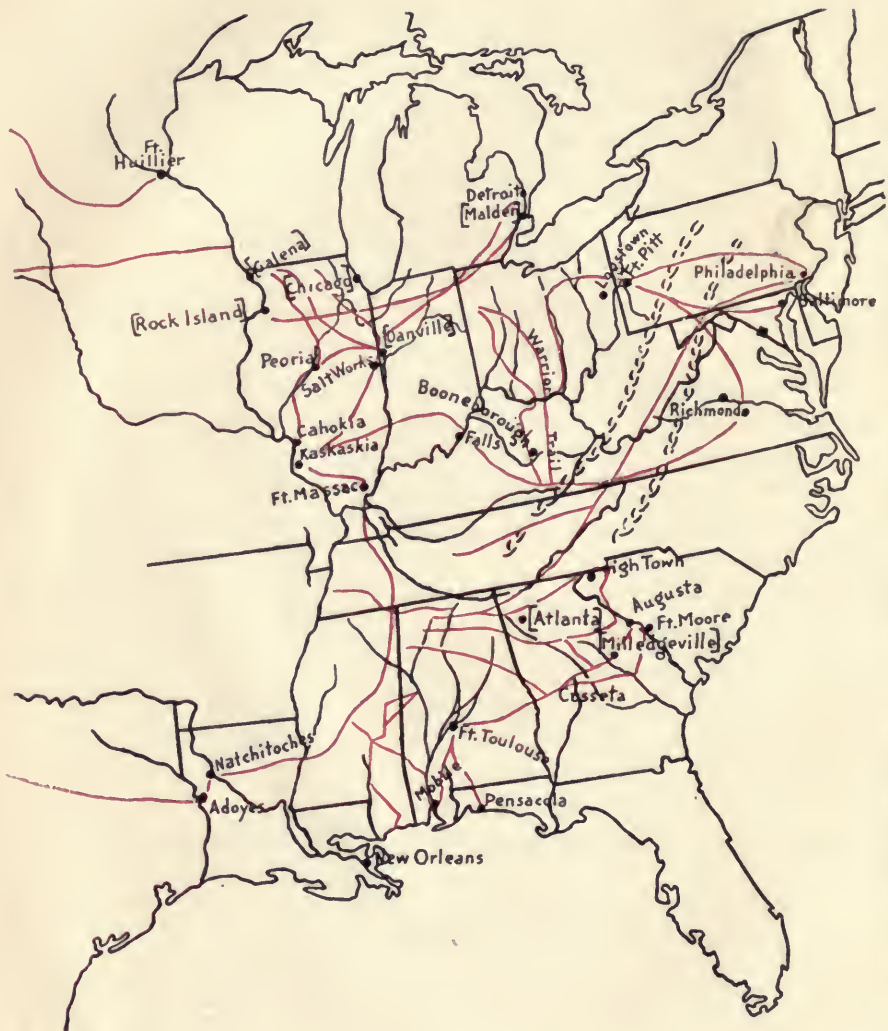 Ft.
Huillier
Detroit
[Malden]
[Galena]
[Chicago]
Logstown
Ft. Pitt
Philadelphia
Baltimore
[Rock Island]
[Danville]
Peoria
Salt Works
Warrior
Trail
Booneborough
Richmond
Cahokia
Falls
Kaskaskia
Ft. Massac
High Town
Augusta
[Atlanta]
Ft. Moore
[Milledgeville]
Cusseta
Ft. Toulouse
Natchitoches
Mobile
Pensacola
Adoyes
New Orleans